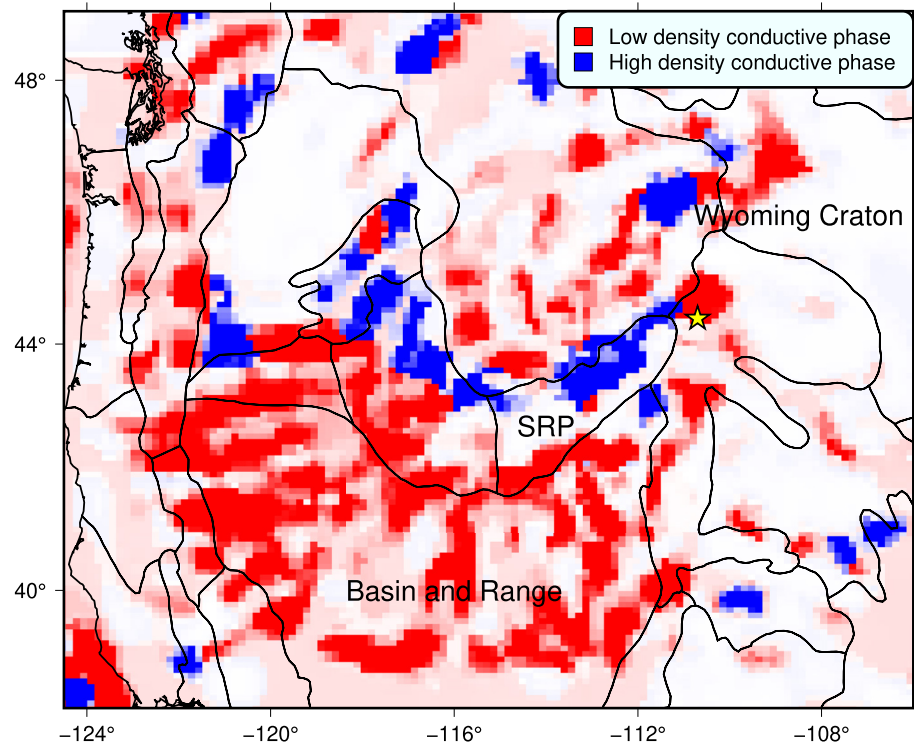 Low density conductive phase
High density conductive phase
48°
Wyoming Craton
44°
SRP
40°
Basin and Range
−124° −120° −116° −112° −108°